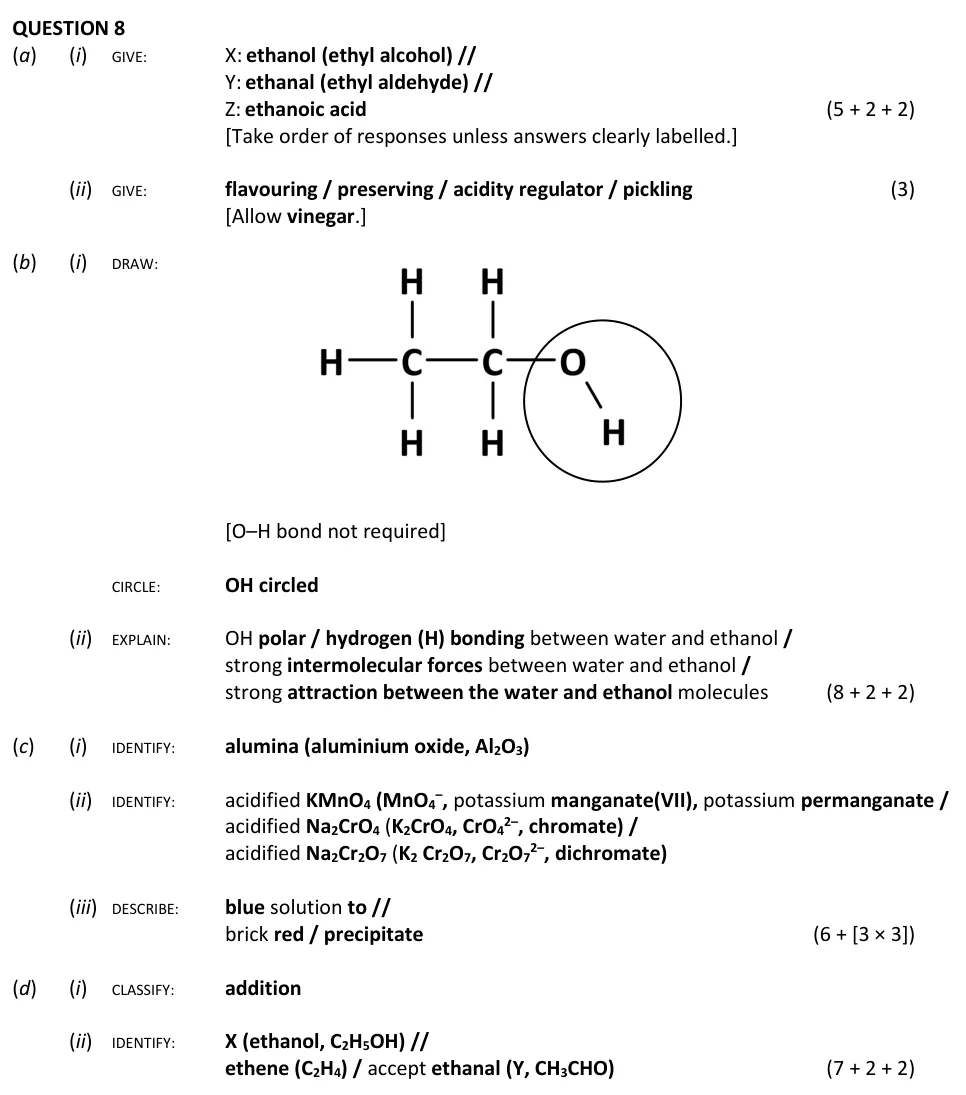 QUESTION 8
(a) (i) GIVE: X: ethanol (ethyl alcohol) //
Y: ethanal (ethyl aldehyde) //
Z: ethanoic acid (5 + 2 + 2)
[Take order of responses unless answers clearly labelled.]
(ii) GIVE: flavouring / preserving / acidity regulator / pickling (3)
[Allow vinegar.]
(b) (i) DRAW:
H H
H C C O
H
H H
[O–H bond not required]
CIRCLE: OH circled
(ii) EXPLAIN: OH polar / hydrogen (H) bonding between water and ethanol /
strong intermolecular forces between water and ethanol /
strong attraction between the water and ethanol molecules (8 + 2 + 2)
(c) (i) IDENTIFY: alumina (aluminium oxide, Al₂O₃)
(ii) IDENTIFY: acidified KMnO₄ (MnO₄⁻, potassium manganate(VII), potassium permanganate /
acidified Na₂CrO₄ (K₂CrO₄, CrO₄²⁻, chromate) /
acidified Na₂Cr₂O₇ (K₂ Cr₂O₇, Cr₂O₇²⁻, dichromate)
(iii) DESCRIBE: blue solution to //
brick red / precipitate (6 + [3 × 3])
(d) (i) CLASSIFY: addition
(ii) IDENTIFY: X (ethanol, C₂H₅OH) //
ethene (C₂H₄) / accept ethanal (Y, CH₃CHO) (7 + 2 + 2)